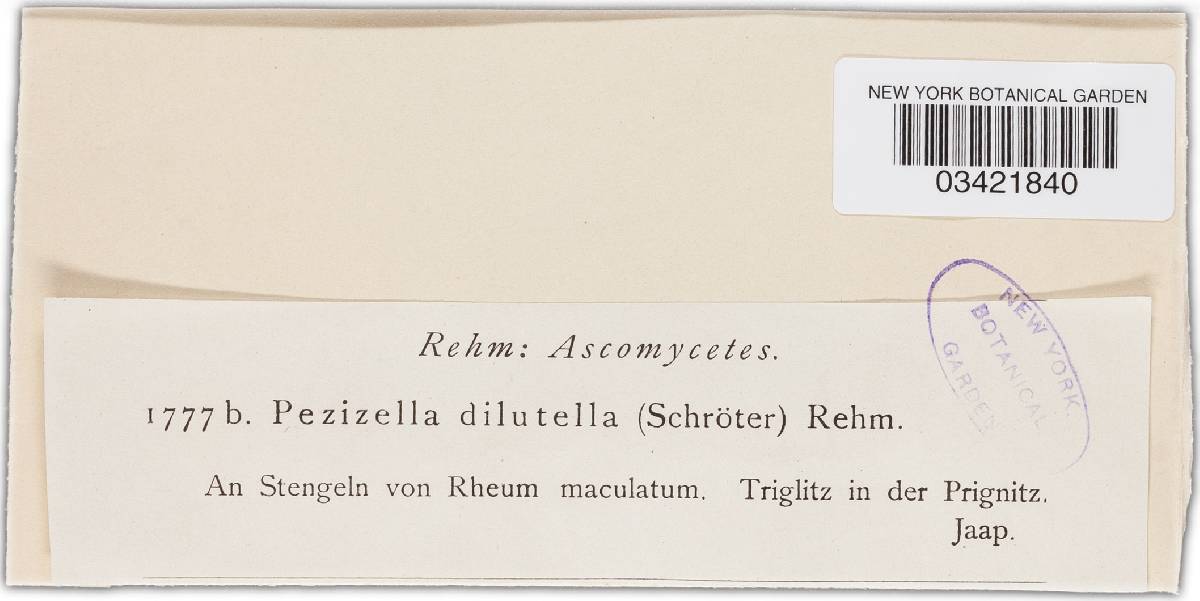 NEW YORK BOTANICAL GARDEN
03421840
NEW YORK
BOTANICAL
GARDEN
Rehm: Ascomycetes.
1777 b. Pezizella dilutella (Schröter) Rehm.
An Stengeln von Rheum maculatum. Triglitz in der Prignitz.
Jaap.